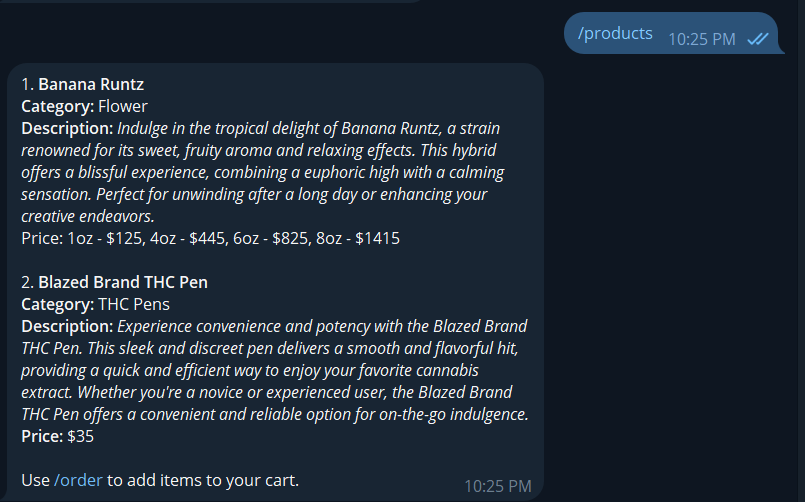 /products 10:25 PM
1. Banana Runtz
Category: Flower
Description: Indulge in the tropical delight of Banana Runtz, a strain
renowned for its sweet, fruity aroma and relaxing effects. This hybrid
offers a blissful experience, combining a euphoric high with a calming
sensation. Perfect for unwinding after a long day or enhancing your
creative endeavors.
Price: 1oz - $125, 4oz - $445, 6oz - $825, 8oz - $1415
2. Blazed Brand THC Pen
Category: THC Pens
Description: Experience convenience and potency with the Blazed Brand
THC Pen. This sleek and discreet pen delivers a smooth and flavorful hit,
providing a quick and efficient way to enjoy your favorite cannabis
extract. Whether you're a novice or experienced user, the Blazed Brand
THC Pen offers a convenient and reliable option for on-the-go indulgence.
Price: $35
Use /order to add items to your cart.
10:25 PM